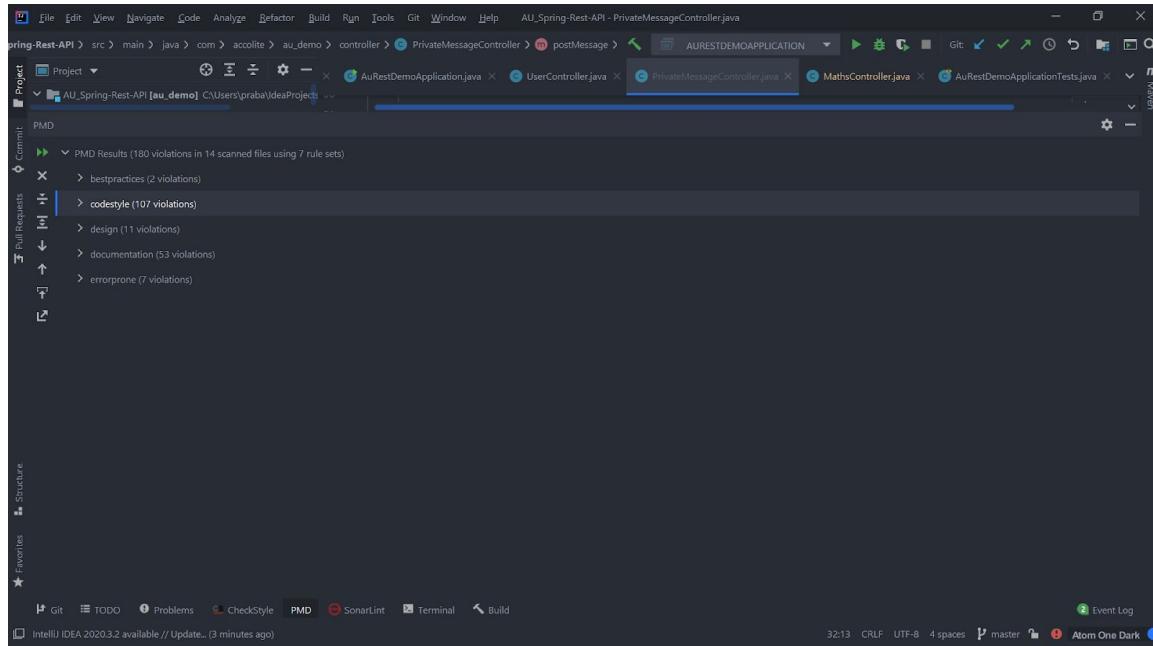 File Edit View Navigate Code Analyze Refactor Build Run Tools Git Window Help AU_Spring-Rest-API - PrivateMessageController.java
pring-Rest-API src main java com accolite au_demo controller PrivateMessageController postMessage AURESTDEMOAPPLICATION Git:
Project AuRestDemoApplication.java UserController.java PrivateMessageController.java MathsController.java AuRestDemoApplicationTests.java
AU_Spring-Rest-API [au_demo] C:\Users\praba\IdeaProjects
PMD
PMD Results (180 violations in 14 scanned files using 7 rule sets)
bestpractices (2 violations)
codestyle (107 violations)
design (11 violations)
documentation (53 violations)
errorprone (7 violations)
Project
Commit
Pull Requests
Structure
Favorites
Maven
Git TODO Problems CheckStyle PMD SonarLint Terminal Build 2 Event Log
IntelliJ IDEA 2020.3.2 available // Update... (3 minutes ago) 32:13 CRLF UTF-8 4 spaces master Atom One Dark